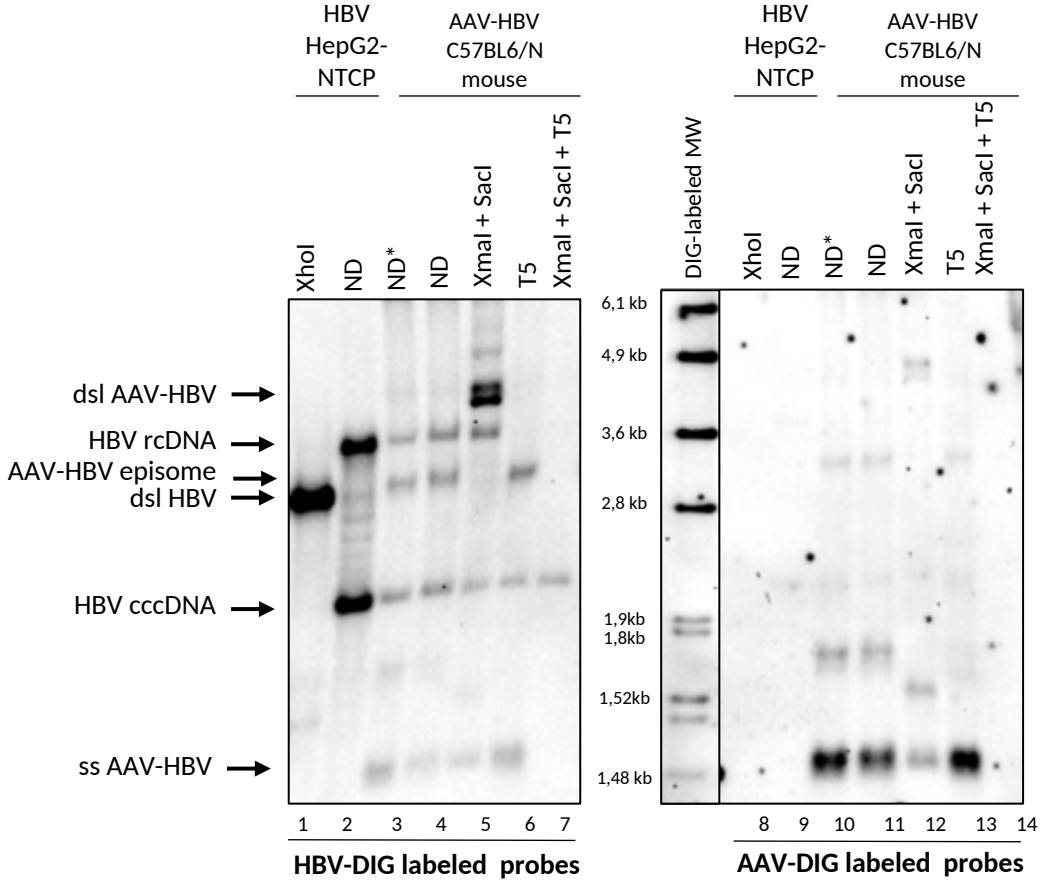 HBV
HepG2-
NTCP
AAV-HBV
C57BL6/N
mouse
HBV
HepG2-
NTCP
AAV-HBV
C57BL6/N
mouse
XhoI
ND
ND*
ND
XmaI + SacI
T5
XmaI + SacI + T5
DIG-labeled MW
XhoI
ND
ND*
ND
XmaI + SacI
T5
XmaI + SacI + T5
dsl AAV-HBV
HBV rcDNA
AAV-HBV episome
dsl HBV
HBV cccDNA
ss AAV-HBV
6,1 kb
4,9 kb
3,6 kb
2,8 kb
1,9kb
1,8kb
1,52kb
1,48 kb
1 2 3 4 5 6 7
8 9 10 11 12 13 14
HBV-DIG labeled probes
AAV-DIG labeled probes